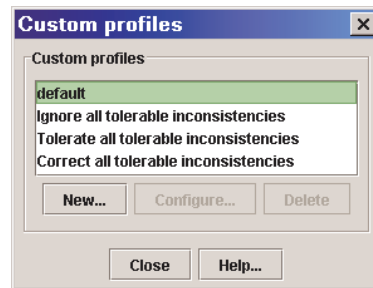 Custom profiles
Custom profiles
default
Ignore all tolerable inconsistencies
Tolerate all tolerable inconsistencies
Correct all tolerable inconsistencies
New... Configure... Delete
Close Help...